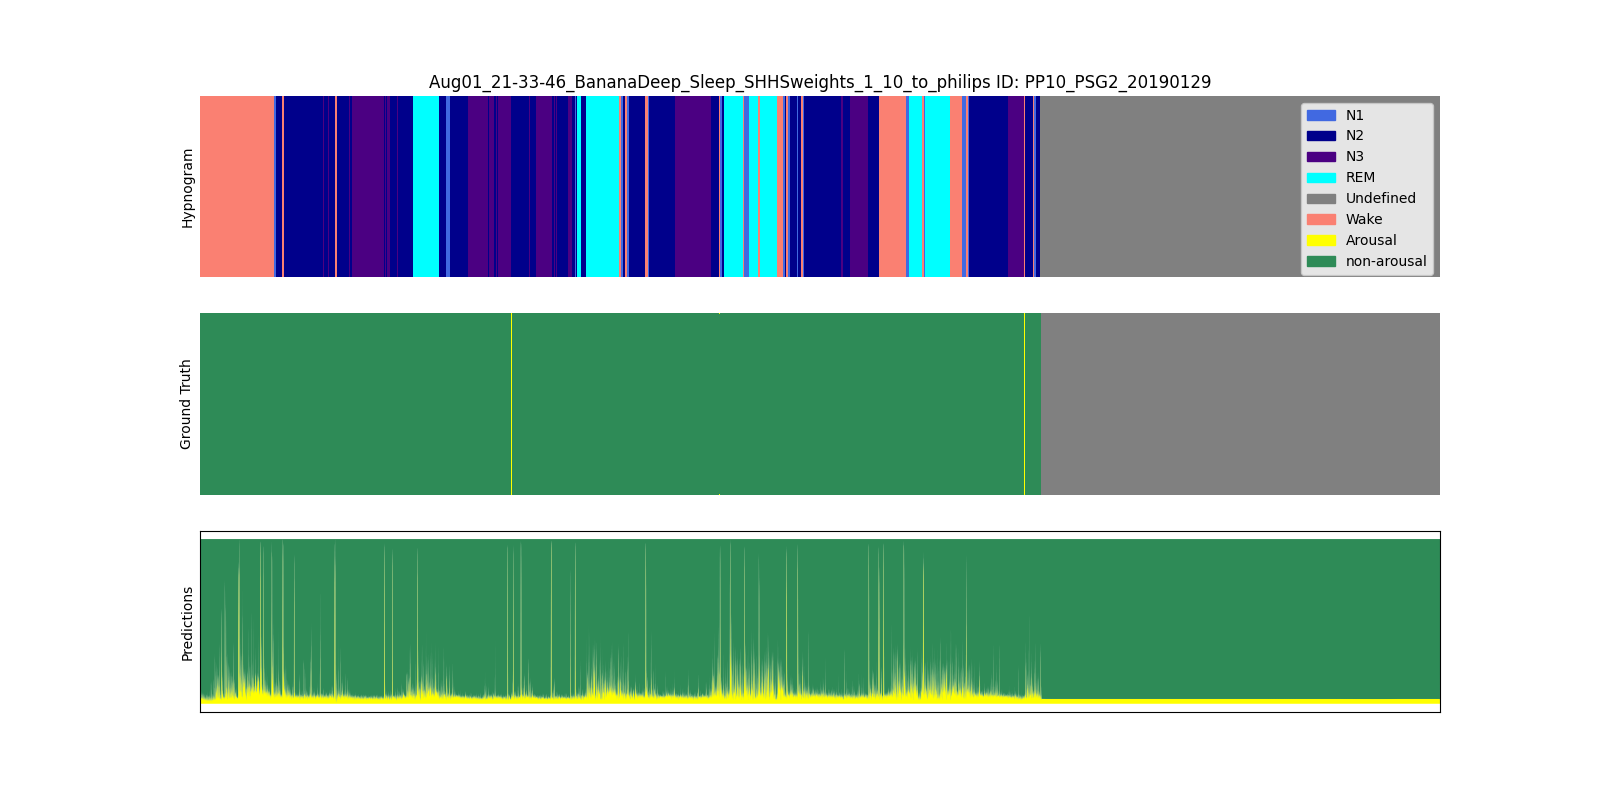 Aug01_21-33-46_BananaDeep_Sleep_SHHSweights_1_10_to_philips ID: PP10_PSG2_20190129
Hypnogram
N1
N2
N3
REM
Undefined
Wake
Arousal
non-arousal
Ground Truth
Predictions